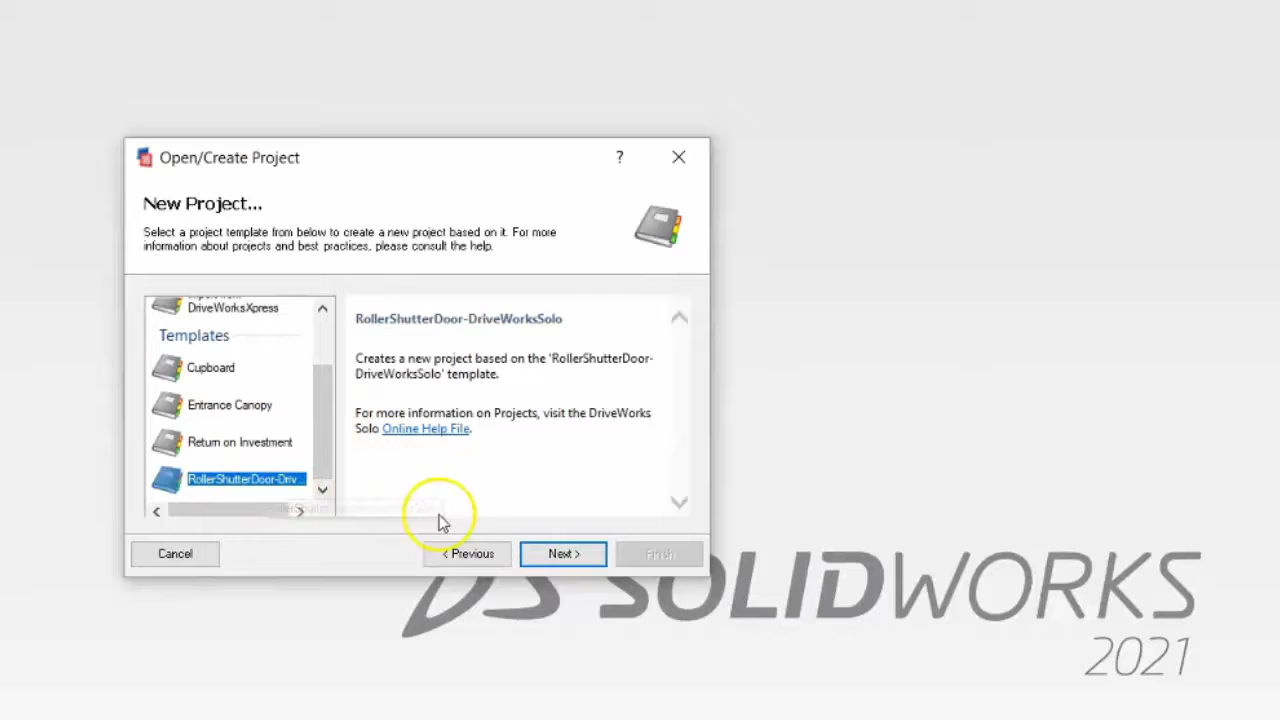 Open/Create Project
?
New Project...
Select a project template from below to create a new project based on it. For more
information about projects and best practices, please consult the help.
DriveWorksXpress
Templates
Cupboard
Entrance Canopy
Return on Investment
RollerShutterDoor-Driv...
RollerShutterDoor-DriveWorksSolo
Creates a new project based on the 'RollerShutterDoor-
DriveWorksSolo' template.
For more information on Projects, visit the DriveWorks
Solo Online Help File.
Cancel
< Previous
Next >
Finish
DS SOLIDWORKS
2021